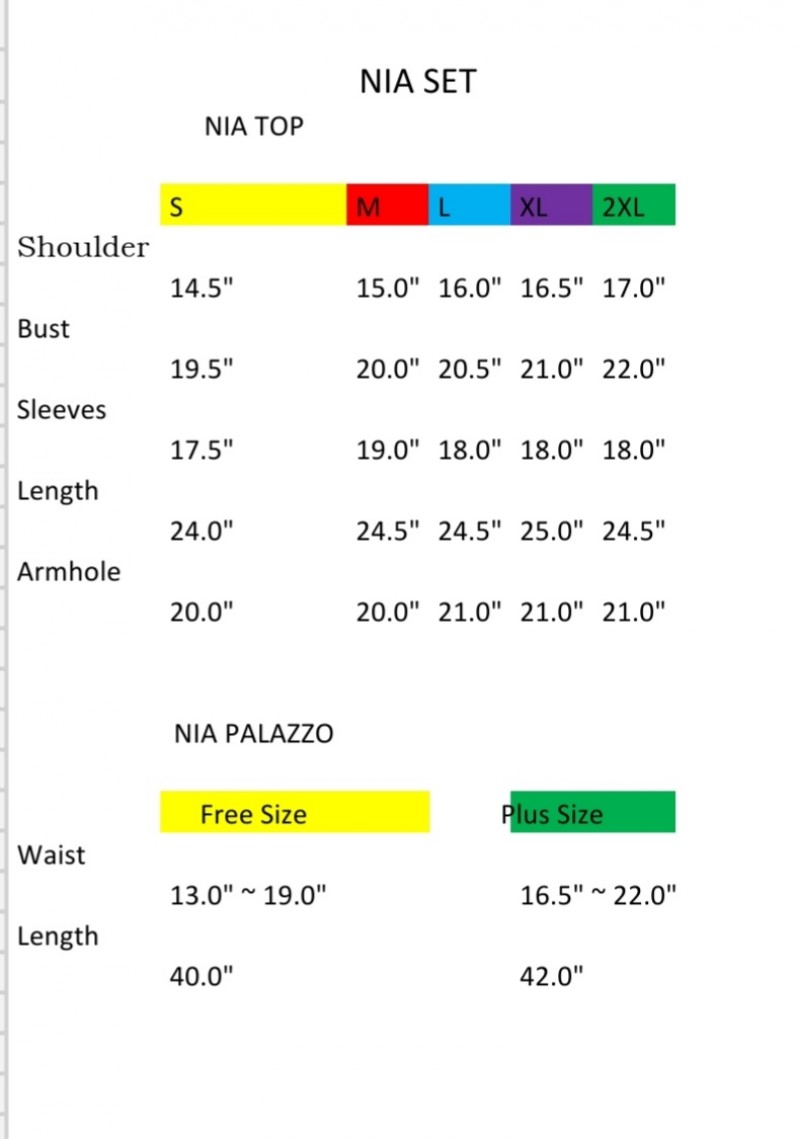 NIA SET
NIA TOP
S M L XL 2XL
Shoulder
14.5" 15.0" 16.0" 16.5" 17.0"
Bust
19.5" 20.0" 20.5" 21.0" 22.0"
Sleeves
17.5" 19.0" 18.0" 18.0" 18.0"
Length
24.0" 24.5" 24.5" 25.0" 24.5"
Armhole
20.0" 20.0" 21.0" 21.0" 21.0"
NIA PALAZZO
Free Size Plus Size
Waist
13.0" ~ 19.0" 16.5" ~ 22.0"
Length
40.0" 42.0"